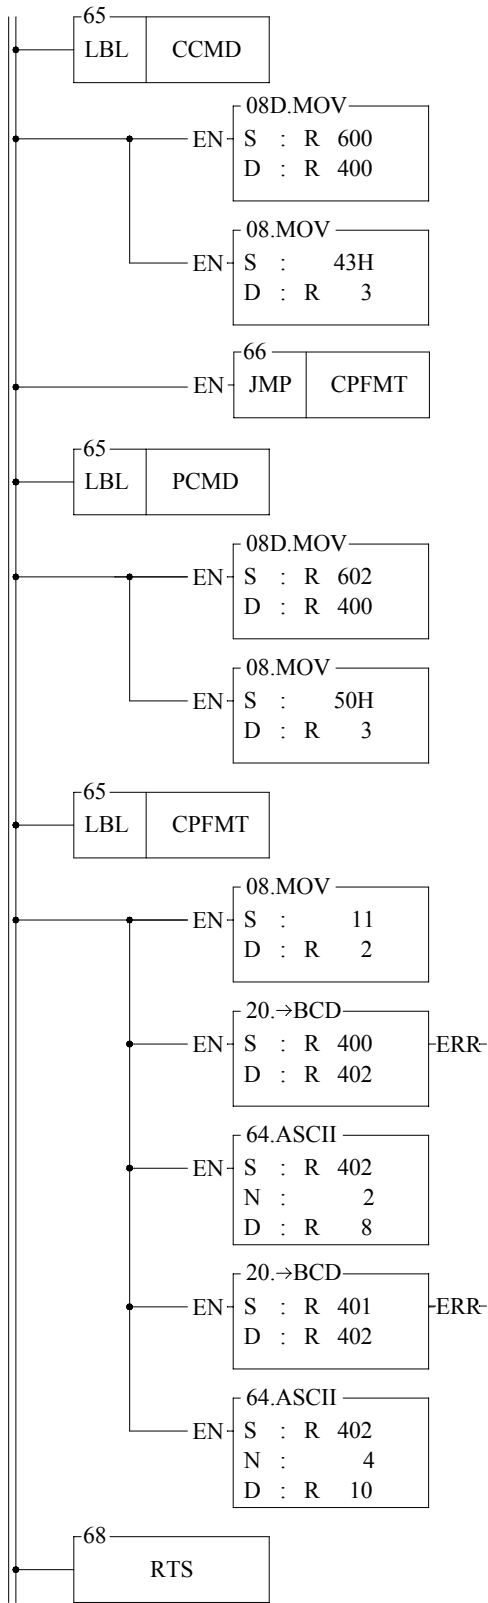 65
LBL CCMD
08D.MOV
EN S : R 600
D : R 400
08.MOV
EN S : 43H
D : R 3
66
EN JMP CPFMT
65
LBL PCMD
08D.MOV
EN S : R 602
D : R 400
08.MOV
EN S : 50H
D : R 3
65
LBL CPFMT
08.MOV
EN S : 11
D : R 2
20.→BCD
EN S : R 400 ERR
D : R 402
64.ASCII
EN S : R 402
N : 2
D : R 8
20.→BCD
EN S : R 401 ERR
D : R 402
64.ASCII
EN S : R 402
N : 4
D : R 10
68
RTS